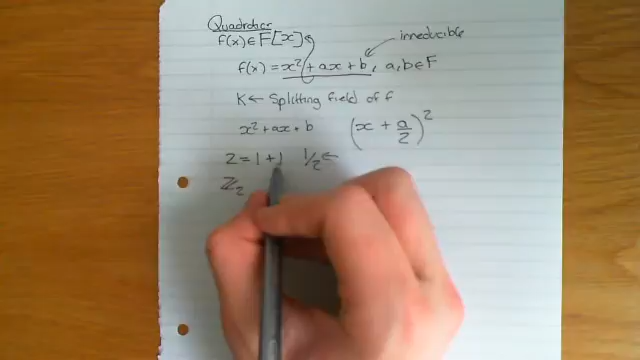 Quadratics
f(x) ∈ F[x]
irreducible
f(x) = x² + ax + b, a, b ∈ F
K ← Splitting field of f
x² + ax + b (x + a/2)²
2 = 1 + 1 1/2 ←
ℤ₂